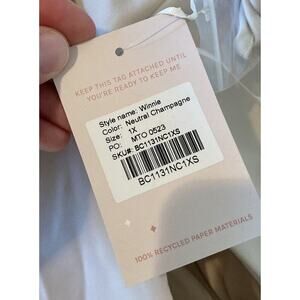 KEEP THIS TAG ATTACHED UNTIL
YOU'RE READY TO KEEP ME
Style name: Winnie
Color: Neutral Champagne
Size: 1X
PO: MTO 0523
SKU#: BC1131NC1XS
BC1131NC1XS
100% RECYCLED PAPER MATERIALS